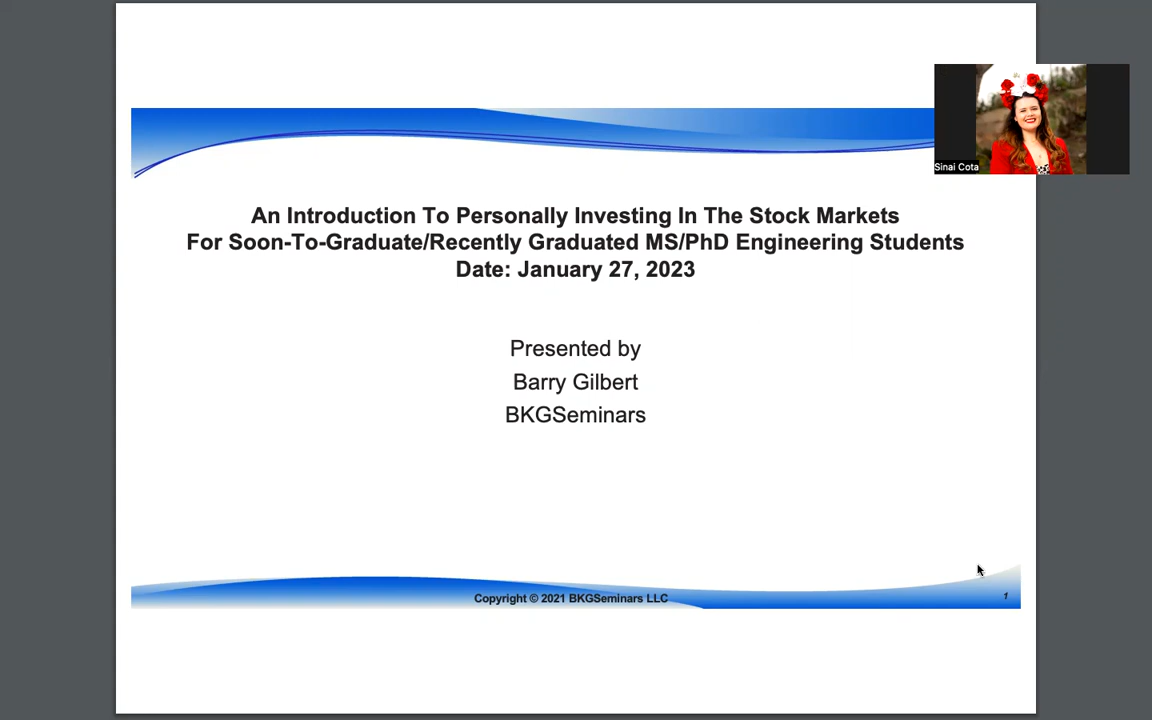 An Introduction To Personally Investing In The Stock Markets
For Soon-To-Graduate/Recently Graduated MS/PhD Engineering Students
Date: January 27, 2023
Presented by
Barry Gilbert
BKGSeminars
Sinai Cota
Copyright © 2021 BKGSeminars LLC
1